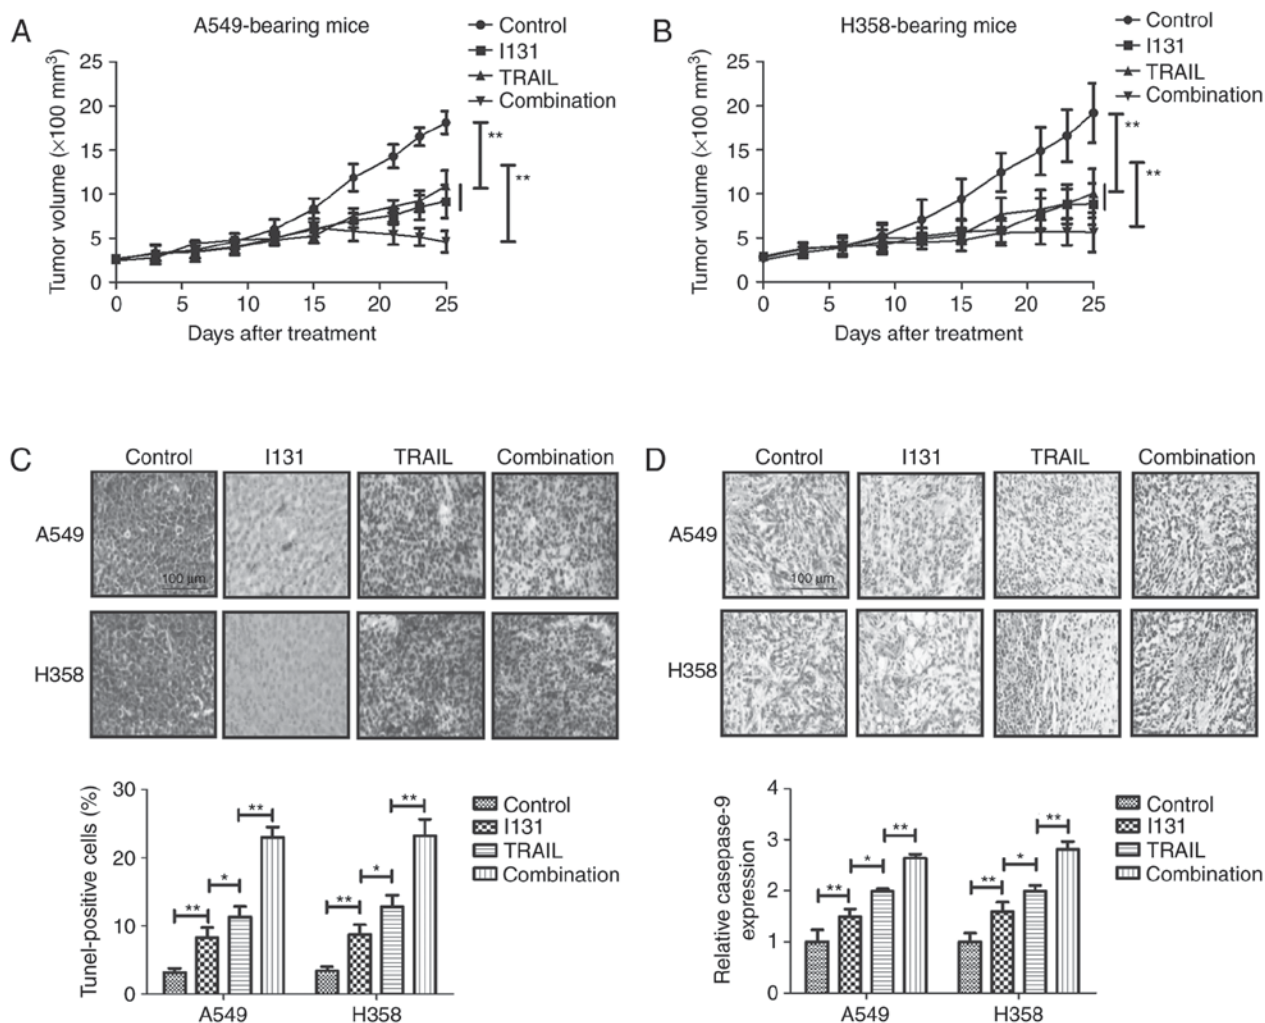 A
A549-bearing mice
Control
I131
TRAIL
Combination
Tumor volume (×100 mm³)
25
20
15
10
5
0
**
**
0 5 10 15 20 25
Days after treatment
B
H358-bearing mice
Control
I131
TRAIL
Combination
Tumor volume (×100 mm³)
25
20
15
10
5
0
**
**
0 5 10 15 20 25
Days after treatment
C
Control I131 TRAIL Combination
A549
100 µm
H358
Tunel-positive cells (%)
30
20
10
0
** * **
** * **
A549 H358
Control
I131
TRAIL
Combination
D
Control I131 TRAIL Combination
A549
100 µm
H358
Relative casepase-9
expression
4
3
2
1
0
** * **
** * **
A549 H358
Control
I131
TRAIL
Combination